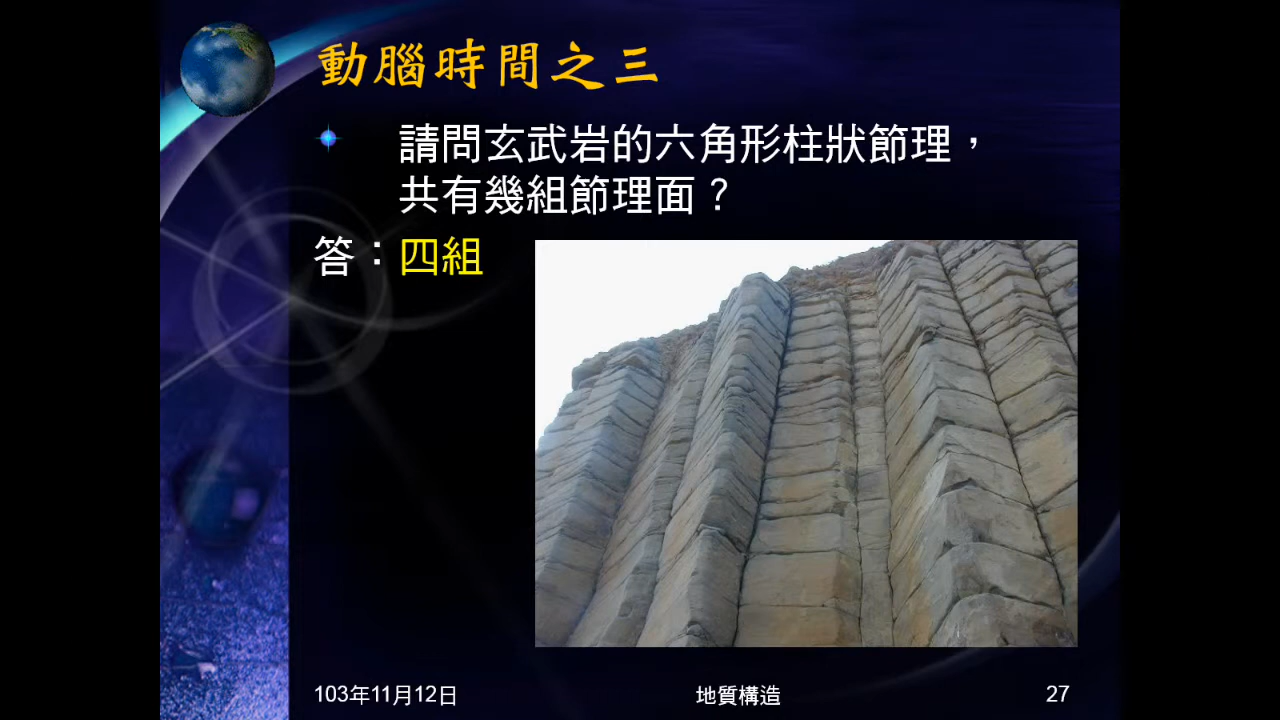 動腦時間之三
請問玄武岩的六角形柱狀節理，
共有幾組節理面？
答：四組
103年11月12日
地質構造
27